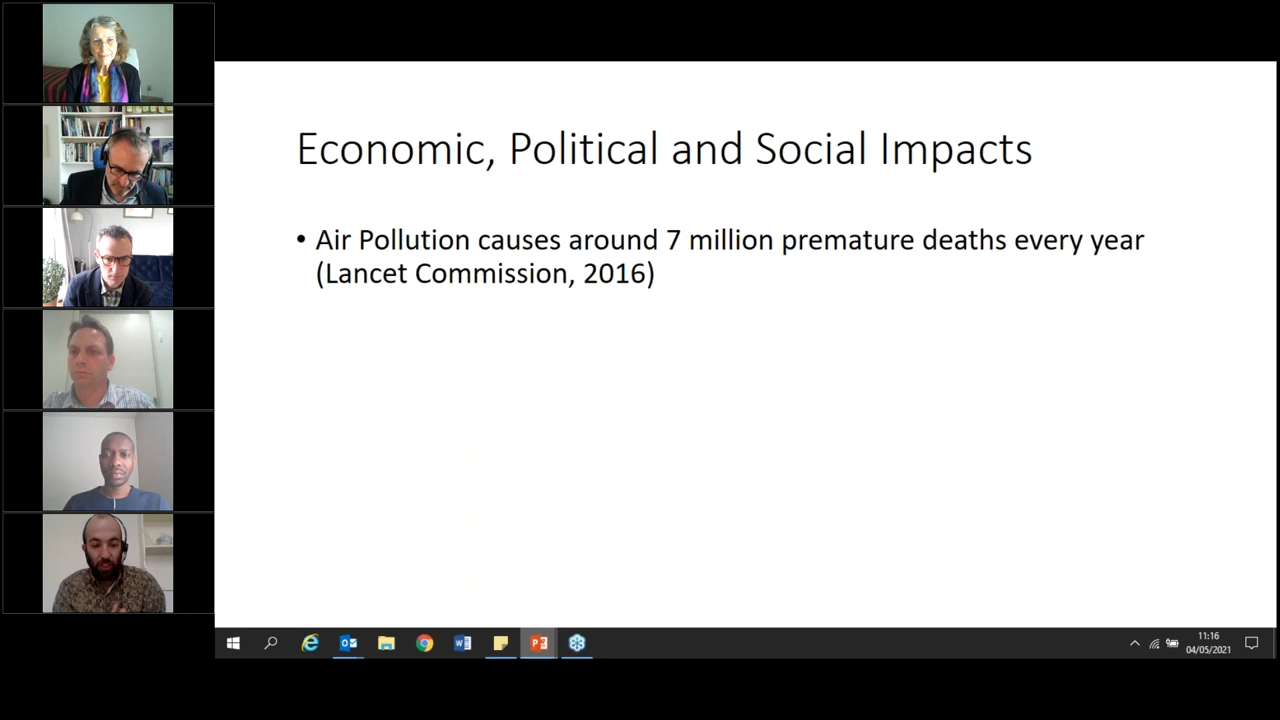 Economic, Political and Social Impacts
• Air Pollution causes around 7 million premature deaths every year
(Lancet Commission, 2016)
11:16
04/05/2021